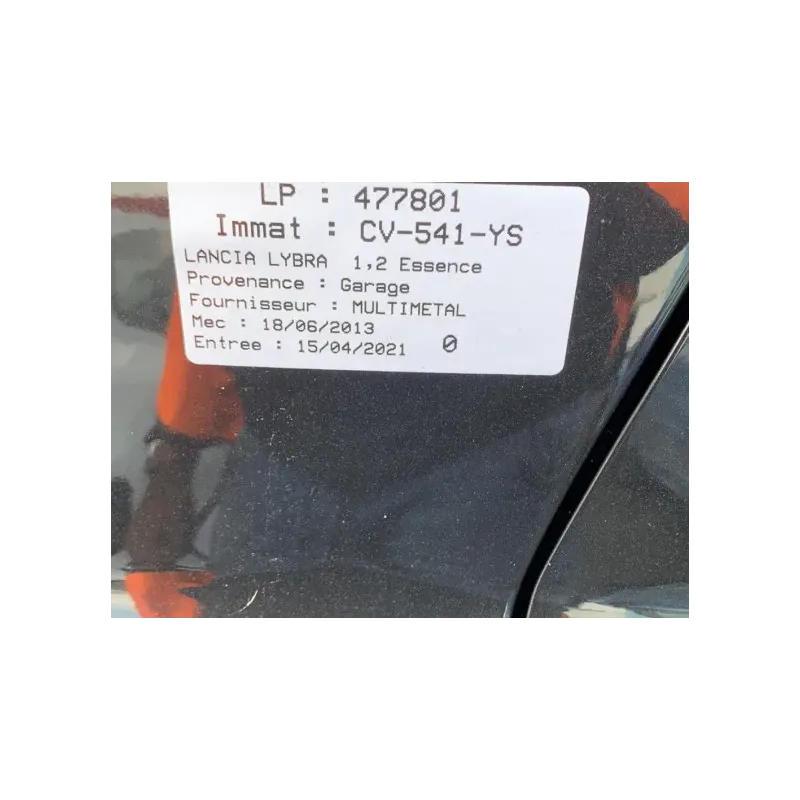 LP : 477801
Immat : CV-541-YS
LANCIA LYBRA 1,2 Essence
Provenance : Garage
Fournisseur : MULTIMETAL
Mec : 18/06/2013
Entree : 15/04/2021 0